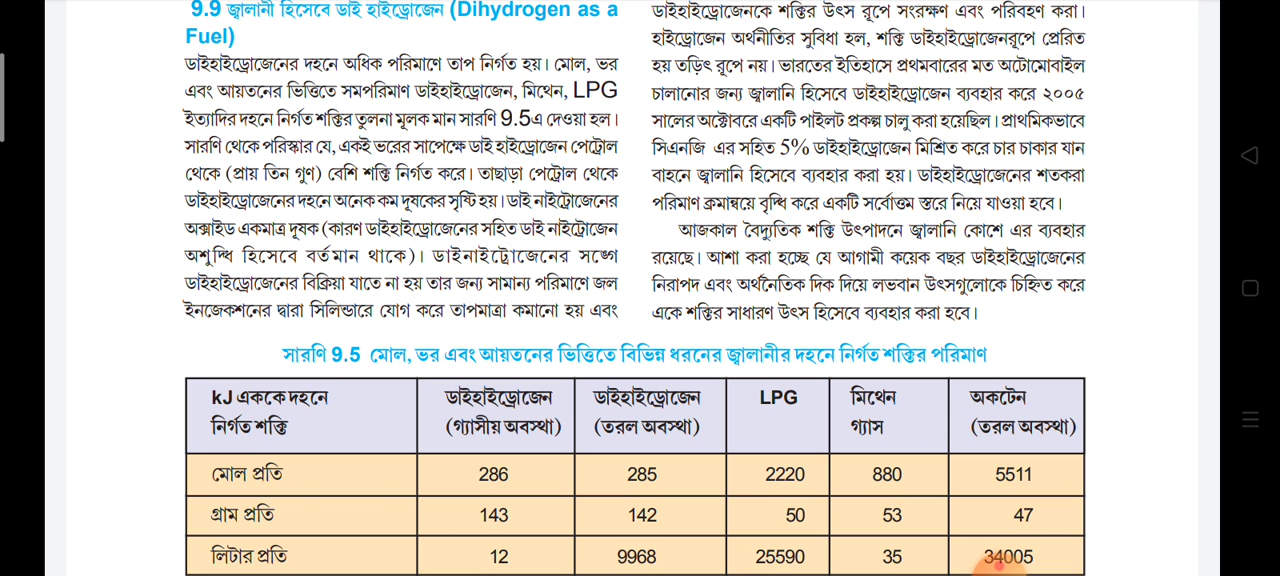 9.9 জ্বালানী হিসেবে ডাই হাইড্রোজেন (Dihydrogen as a
Fuel)
ডাইহাইড্রোজেনের দহনে অধিক পরিমাণে তাপ নির্গত হয়। মোল, ভর
এবং আয়তনের ভিত্তিতে সমপরিমাণ ডাইহাইড্রোজেন, মিথেন, LPG
ইত্যাদির দহনে নির্গত শক্তির তুলনা মূলক মান সারণি 9.5এ দেওয়া হল।
সারণি থেকে পরিস্কার যে, একই ভরের সাপেক্ষে ডাই হাইড্রোজেন পেট্রোল
থেকে (প্রায় তিন গুণ) বেশি শক্তি নির্গত করে। তাছাড়া পেট্রোল থেকে
ডাইহাইড্রোজেনের দহনে অনেক কম দূষকের সৃষ্টি হয়। ডাই নাইট্রোজেনের
অক্সাইড একমাত্র দূষক (কারণ ডাইহাইড্রোজেনের সহিত ডাই নাইট্রোজেন
অশুদ্ধি হিসেবে বর্তমান থাকে)। ডাইনাইট্রোজেনের সঙ্গে
ডাইহাইড্রোজেনের বিক্রিয়া যাতে না হয় তার জন্য সামান্য পরিমাণে জল
ইনজেকশনের দ্বারা সিলিন্ডারে যোগ করে তাপমাত্রা কমানো হয় এবং
ডাইহাইড্রোজেনকে শক্তির উৎস রূপে সংরক্ষণ এবং পরিবহণ করা।
হাইড্রোজেন অর্থনীতির সুবিধা হল, শক্তি ডাইহাইড্রোজেনরূপে প্রেরিত
হয় তড়িৎ রূপে নয়। ভারতের ইতিহাসে প্রথমবারের মত অটোমোবাইল
চালানোর জন্য জ্বালানি হিসেবে ডাইহাইড্রোজেন ব্যবহার করে ২০০৫
সালের অক্টোবরে একটি পাইলট প্রকল্প চালু করা হয়েছিল। প্রাথমিকভাবে
সিএনজি এর সহিত 5% ডাইহাইড্রোজেন মিশ্রিত করে চার চাকার যান
বাহনে জ্বালানি হিসেবে ব্যবহার করা হয়। ডাইহাইড্রোজেনের শতকরা
পরিমাণ ক্রমান্বয়ে বৃদ্ধি করে একটি সর্বোত্তম স্তরে নিয়ে যাওয়া হবে।
আজকাল বৈদ্যুতিক শক্তি উৎপাদনে জ্বালানি কোশে এর ব্যবহার
রয়েছে। আশা করা হচ্ছে যে আগামী কয়েক বছর ডাইহাইড্রোজেনের
নিরাপদ এবং অর্থনৈতিক দিক দিয়ে লভবান উৎসগুলোকে চিহ্নিত করে
একে শক্তির সাধারণ উৎস হিসেবে ব্যবহার করা হবে।
সারণি 9.5 মোল, ভর এবং আয়তনের ভিত্তিতে বিভিন্ন ধরনের জ্বালানীর দহনে নির্গত শক্তির পরিমাণ
kJ এককে দহনে নির্গত শক্তি ডাইহাইড্রোজেন (গ্যাসীয় অবস্থা) ডাইহাইড্রোজেন (তরল অবস্থা) LPG মিথেন গ্যাস অকটেন (তরল অবস্থা)
মোল প্রতি 286 285 2220 880 5511
গ্রাম প্রতি 143 142 50 53 47
লিটার প্রতি 12 9968 25590 35 34005